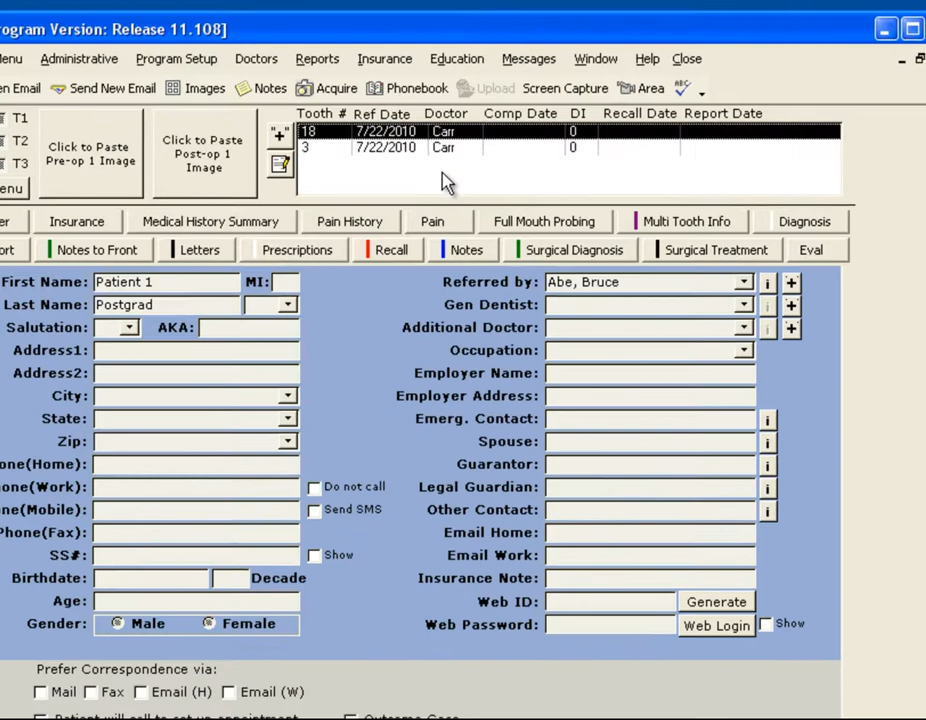 rogram Version: Release 11.108]
Menu Administrative Program Setup Doctors Reports Insurance Education Messages Window Help Close
en Email Send New Email Images Notes Acquire Phonebook Upload Screen Capture Area ABC
T1
T2
T3
enu
Click to Paste Pre-op 1 Image
Click to Paste Post-op 1 Image
"+"
Tooth # Ref Date Doctor Comp Date DI Recall Date Report Date
18 7/22/2010 Carr 0
3 7/22/2010 Carr 0
er Insurance Medical History Summary Pain History Pain Full Mouth Probing Multi Tooth Info Diagnosis
ort Notes to Front Letters Prescriptions Recall Notes Surgical Diagnosis Surgical Treatment Eval
First Name: Patient 1 MI:
Last Name: Postgrad
Salutation: AKA:
Address1:
Address2:
City:
State:
Zip:
one(Home):
one(Work): Do not call
ne(Mobile): Send SMS
Phone(Fax):
SS#: Show
Birthdate: Decade
Age:
Gender: Male Female
Referred by: Abe, Bruce i +
Gen Dentist: i +
Additional Doctor: i +
Occupation:
Employer Name:
Employer Address:
Emerg. Contact: i
Spouse: i
Guarantor: i
Legal Guardian: i
Other Contact: i
Email Home:
Email Work:
Insurance Note:
Web ID: Generate
Web Password: Web Login Show
Prefer Correspondence via:
Mail Fax Email (H) Email (W)
Patient will call to set up appointment
Outcome Case